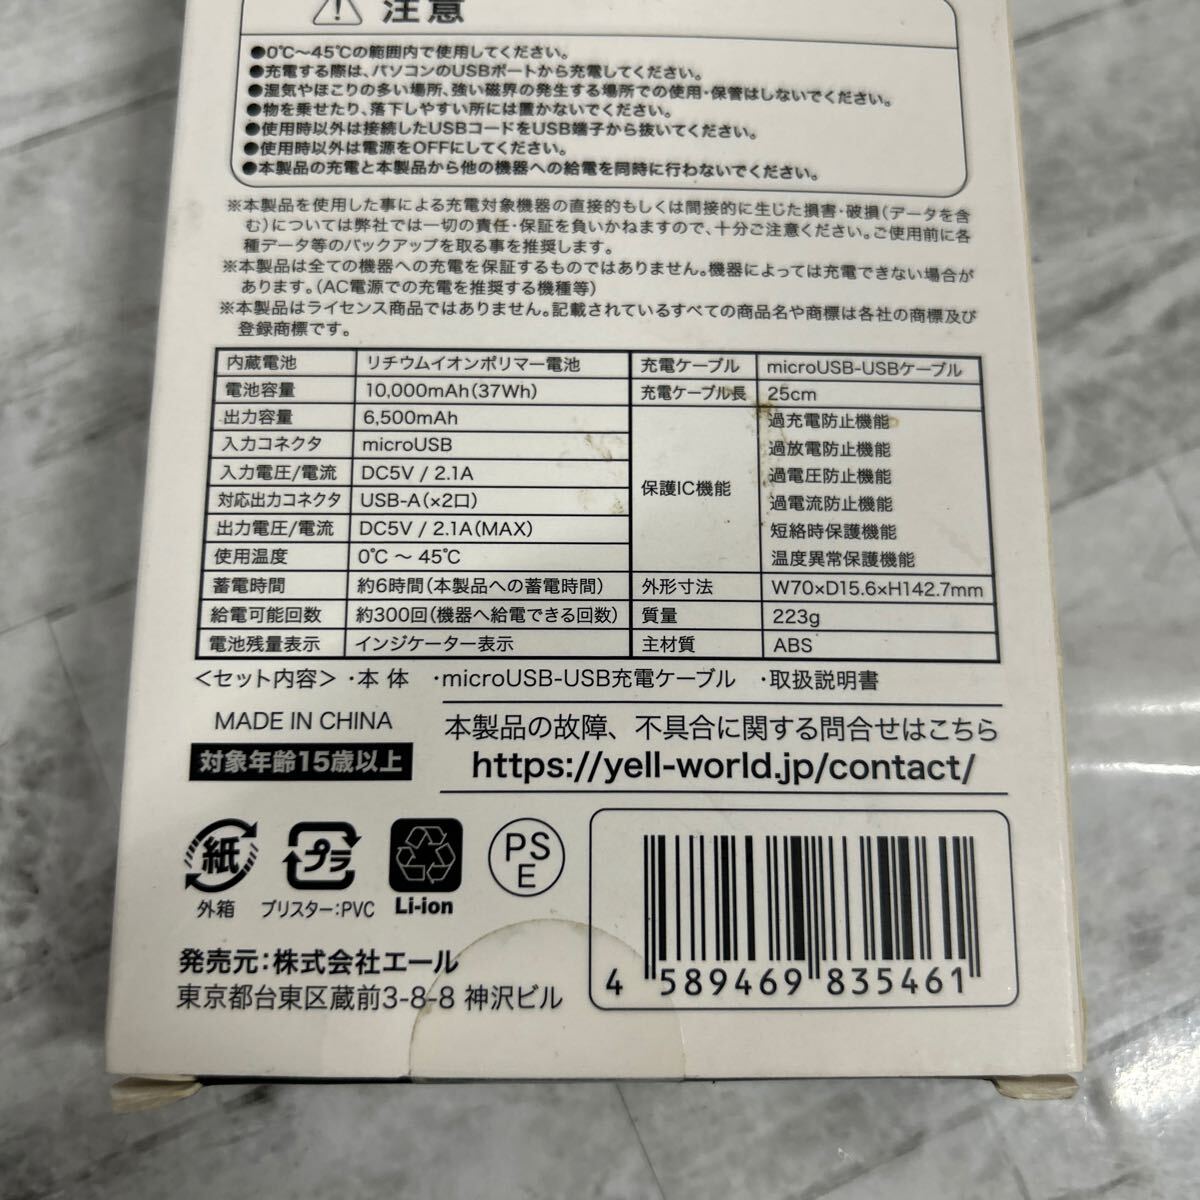 注意
●0℃～45℃の範囲内で使用してください。
●充電する際は、パソコンのUSBポートから充電してください。
●湿気やほこりの多い場所、強い磁界の発生する場所での使用・保管はしないでください。
●物を乗せたり、落下しやすい所には置かないでください。
●使用時以外は接続したUSBコードをUSB端子から抜いてください。
●使用時以外は電源をOFFにしてください。
●本製品の充電と本製品から他の機器への給電を同時に行わないでください。
※本製品を使用した事による充電対象機器の直接的もしくは間接的に生じた損害・破損(データを含
む)については弊社では一切の責任・保証を負いかねますので、十分ご注意ください。ご使用前に各
種データ等のバックアップを取る事を推奨します。
※本製品は全ての機器への充電を保証するものではありません。機器によっては充電できない場合が
あります。(AC電源での充電を推奨する機種等)
※本製品はライセンス商品ではありません。記載されているすべての商品名や商標は各社の商標及び
登録商標です。
内蔵電池 リチウムイオンポリマー電池
電池容量 10,000mAh(37Wh)
出力容量 6,500mAh
入力コネクタ microUSB
入力電圧/電流 DC5V / 2.1A
対応出力コネクタ USB-A(×2口)
出力電圧/電流 DC5V / 2.1A(MAX)
使用温度 0℃ ～ 45℃
蓄電時間 約6時間(本製品への蓄電時間)
給電可能回数 約300回(機器へ給電できる回数)
電池残量表示 インジケーター表示
充電ケーブル microUSB-USBケーブル
充電ケーブル長 25cm
保護IC機能 過充電防止機能
過放電防止機能
過電圧防止機能
過電流防止機能
短絡時保護機能
温度異常保護機能
外形寸法 W70×D15.6×H142.7mm
質量 223g
主材質 ABS
<セット内容> ・本 体 ・microUSB-USB充電ケーブル ・取扱説明書
MADE IN CHINA
対象年齢15歳以上
本製品の故障、不具合に関する問合せはこちら
https://yell-world.jp/contact/
紙
外箱
プラ
ブリスター:PVC
Li-ion
PS
E
発売元:株式会社エール
東京都台東区蔵前3-8-8 神沢ビル
4 589469 835461